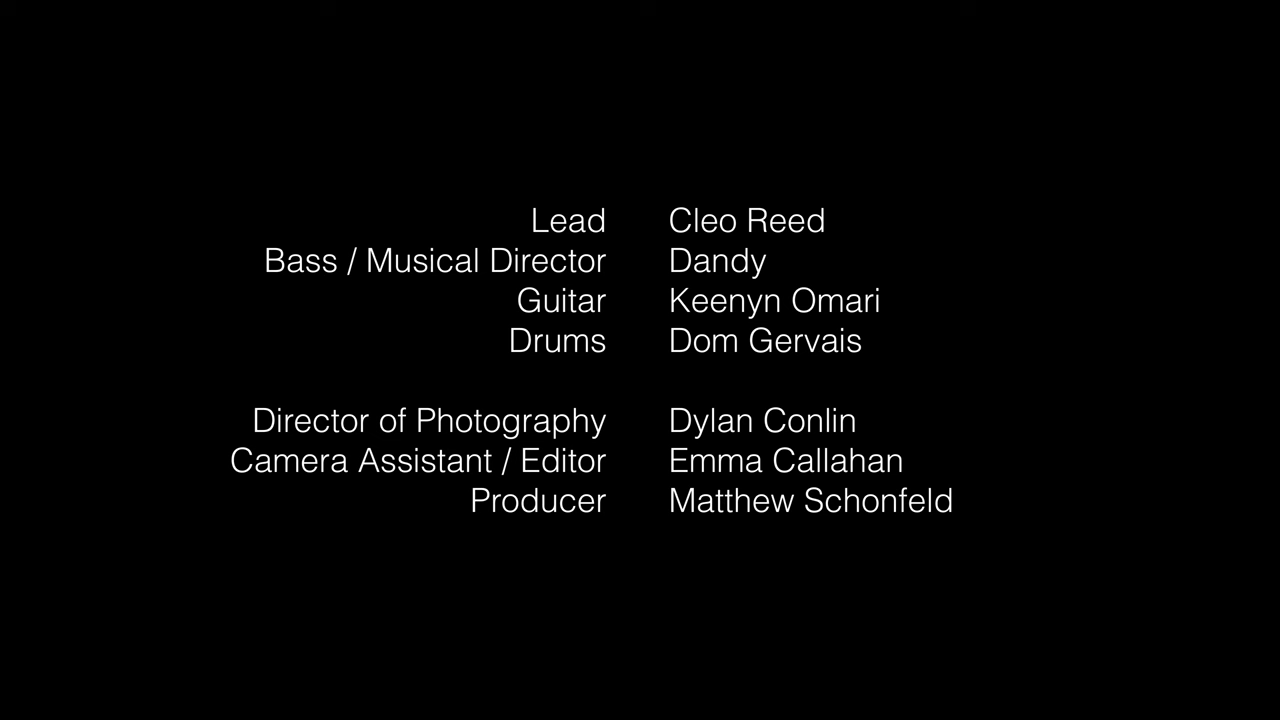 Lead Cleo Reed
Bass / Musical Director Dandy
Guitar Keenyn Omari
Drums Dom Gervais
Director of Photography Dylan Conlin
Camera Assistant / Editor Emma Callahan
Producer Matthew Schonfeld